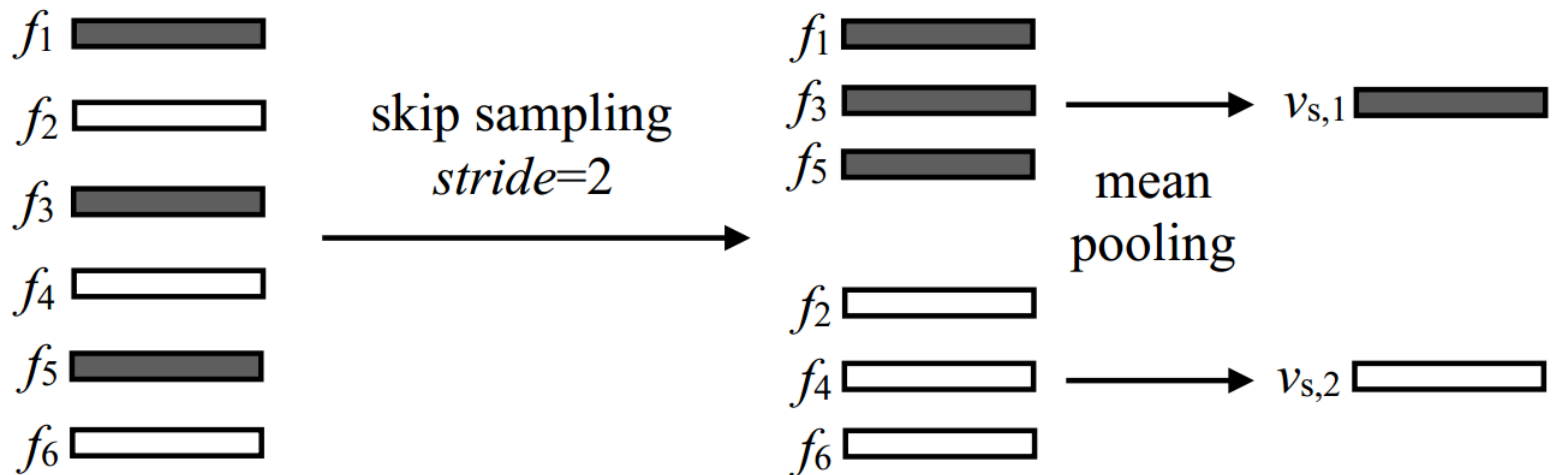 f1
f2
f3
f4
f5
f6
skip sampling
stride=2
f1
f3
f5
f2
f4
f6
mean
pooling
vs,1
vs,2